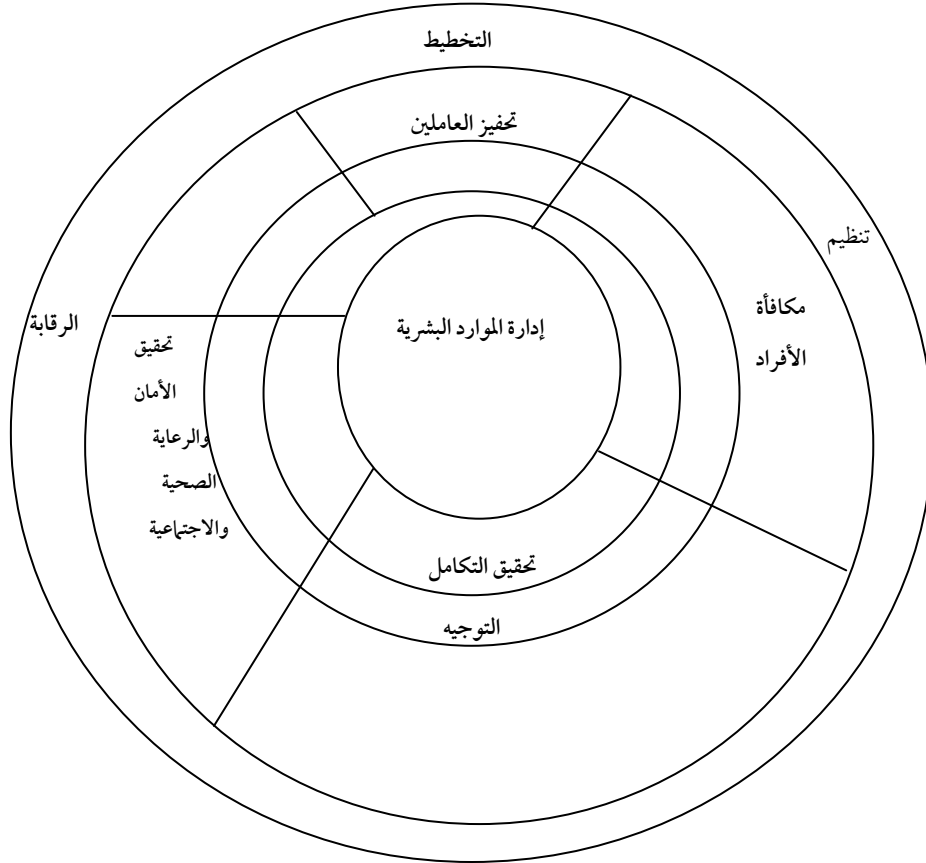 التخطيط
تحفيز العاملين
تنظيم
مكافأة
الأفراد
إدارة الموارد البشرية
الرقابة
تحقيق
الأمان
والرعاية
الصحية
والاجتماعية
تحقيق التكامل
التوجيه